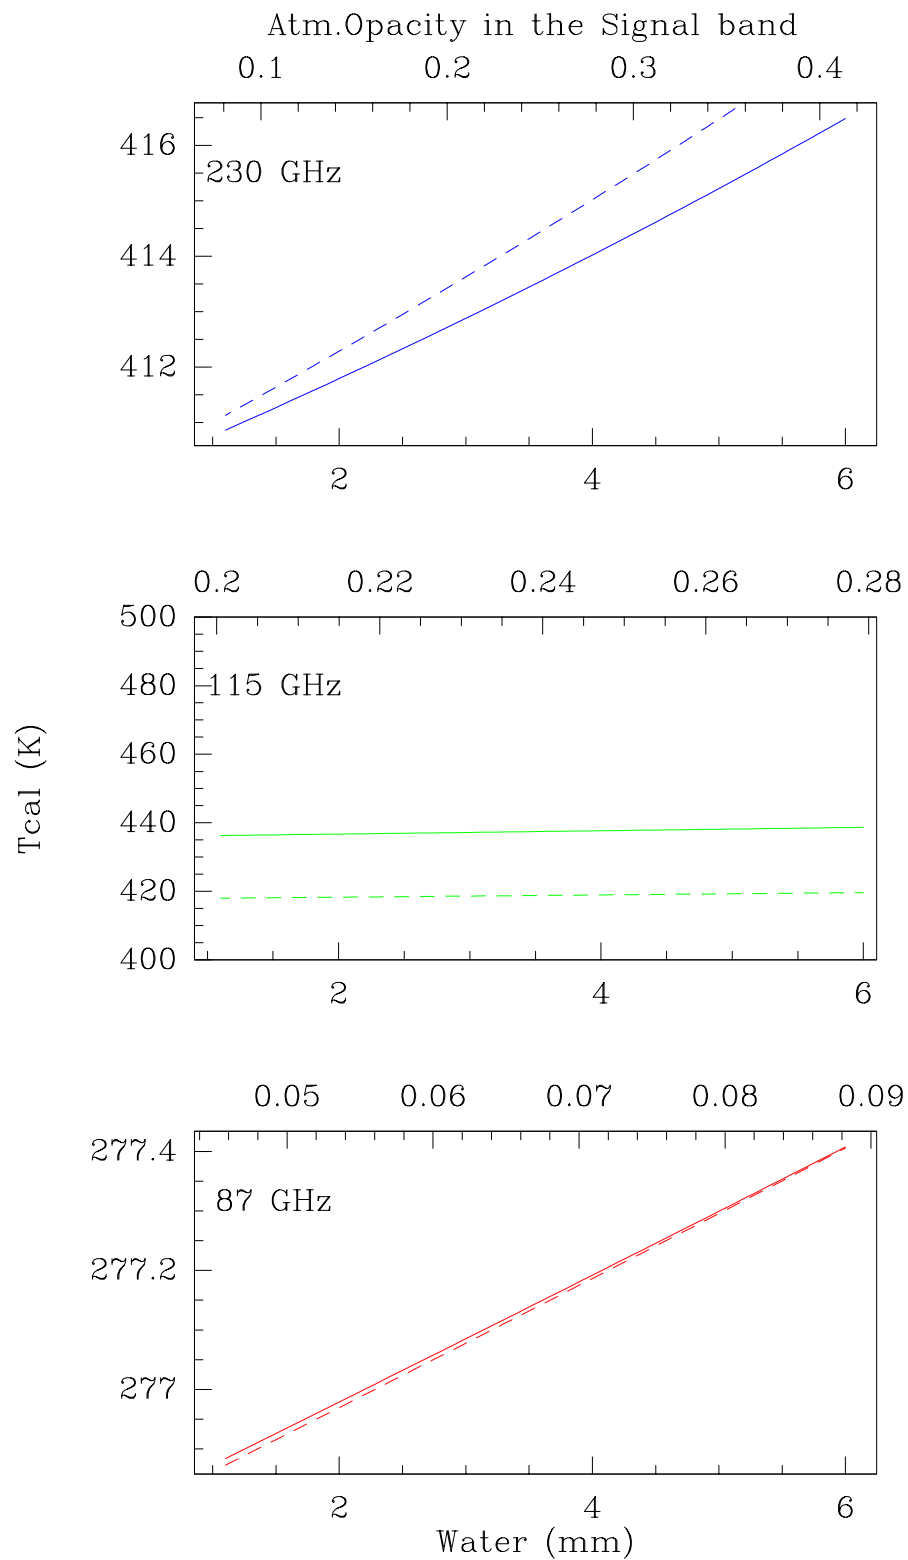 Atm.Opacity in the Signal band
0.1 0.2 0.3 0.4
416
230 GHz
414
412
2 4 6
0.2 0.22 0.24 0.26 0.28
500
480
115 GHz
460
440
420
400
2 4 6
Tcal (K)
0.05 0.06 0.07 0.08 0.09
277.4
87 GHz
277.2
277
2 4 6
Water (mm)